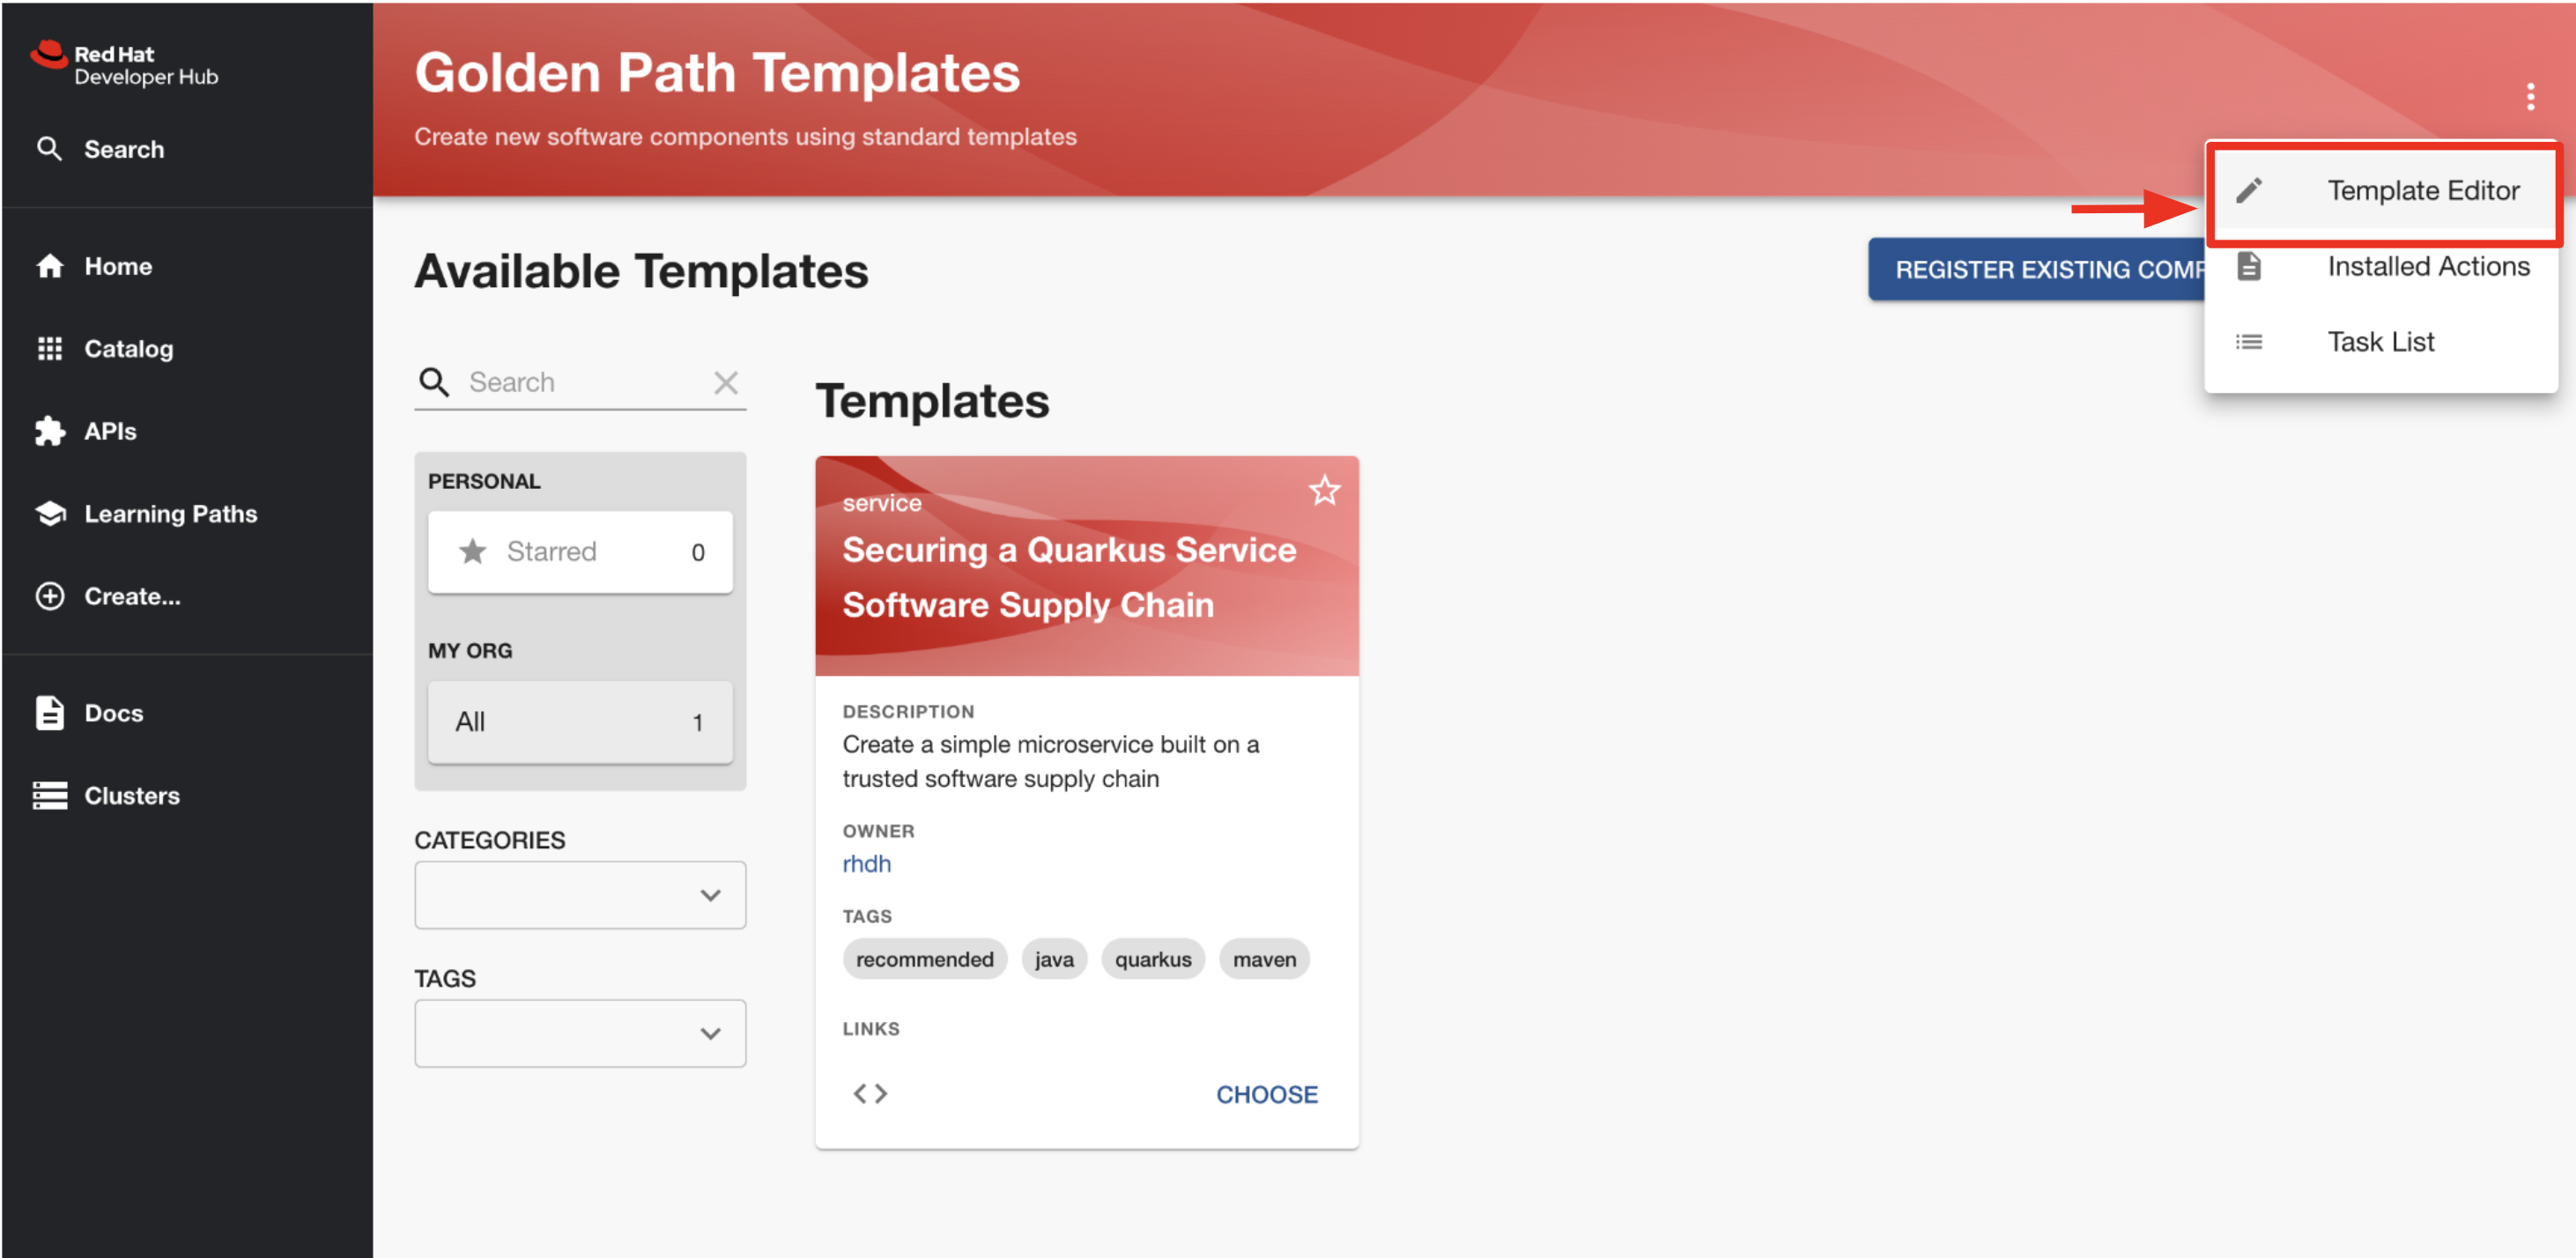 Red Hat
Developer Hub
Search
Home
Catalog
APIs
Learning Paths
Create...
Docs
Clusters
Golden Path Templates
Create new software components using standard templates
Template Editor
Installed Actions
Task List
Available Templates
REGISTER EXISTING COMP
Search
PERSONAL
Starred 0
MY ORG
All 1
CATEGORIES
TAGS
Templates
service
Securing a Quarkus Service
Software Supply Chain
DESCRIPTION
Create a simple microservice built on a
trusted software supply chain
OWNER
rhdh
TAGS
recommended java quarkus maven
LINKS
CHOOSE